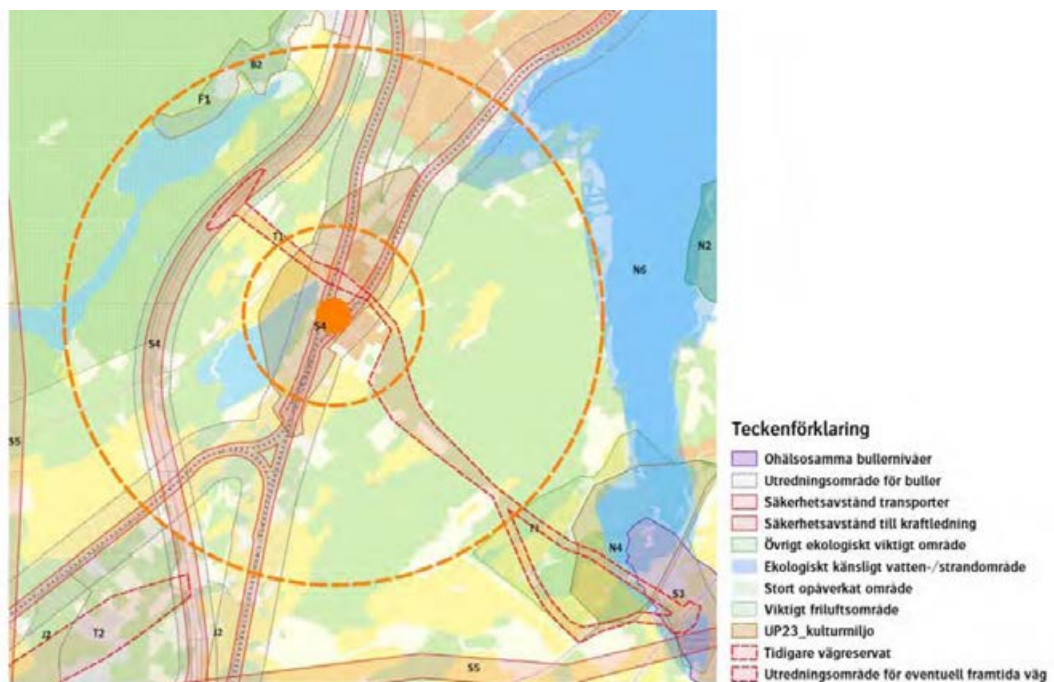 B2
F1
T1
N2
N6
S4
S4
S5
T1
N4
S3
J2
T2
J2
S5
Teckenförklaring
Ohälsosamma bullernivåer
Utredningsområde för buller
Säkerhetsavstånd transporter
Säkerhetsavstånd till kraftledning
Övrigt ekologiskt viktigt område
Ekologiskt känsligt vatten-/strandområde
Stort opåverkat område
Viktigt friluftsområde
UP23_kulturmiljo
Tidigare vägreservat
Utredningsområde för eventuell framtida väg